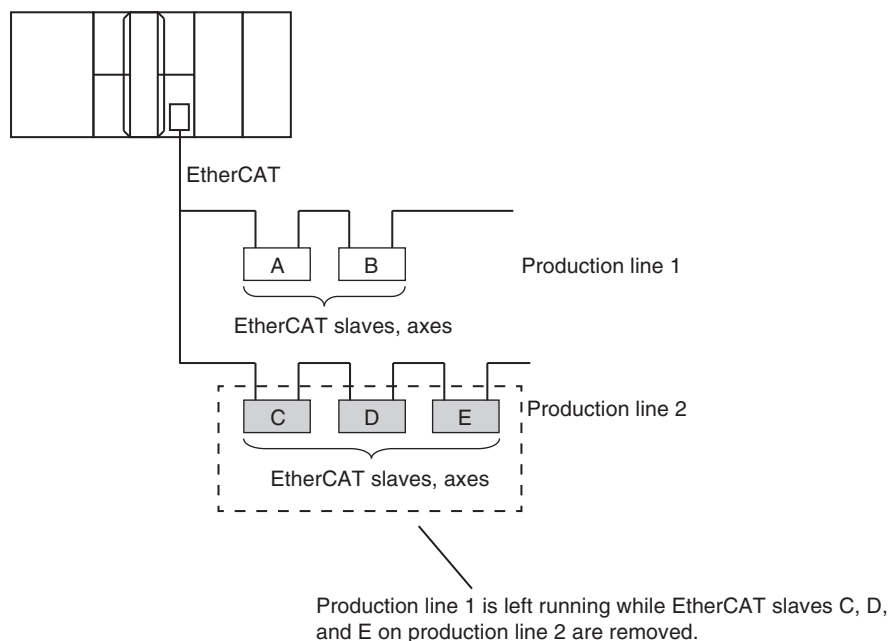 EtherCAT
A
B
Production line 1
EtherCAT slaves, axes
C
D
E
Production line 2
EtherCAT slaves, axes
Production line 1 is left running while EtherCAT slaves C, D,
and E on production line 2 are removed.